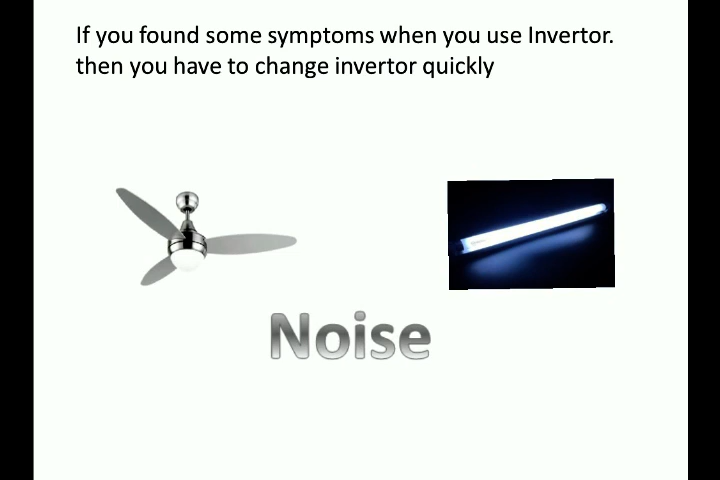 If you found some symptoms when you use Invertor.
then you have to change invertor quickly
Noise